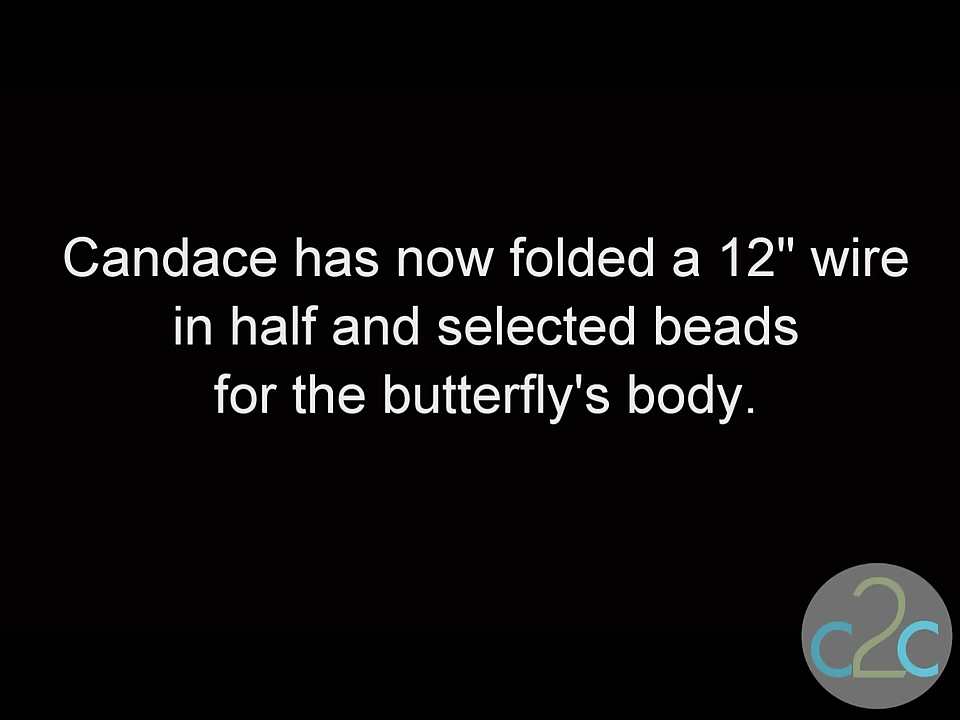 Candace has now folded a 12" wire
in half and selected beads
for the butterfly's body.
c2c